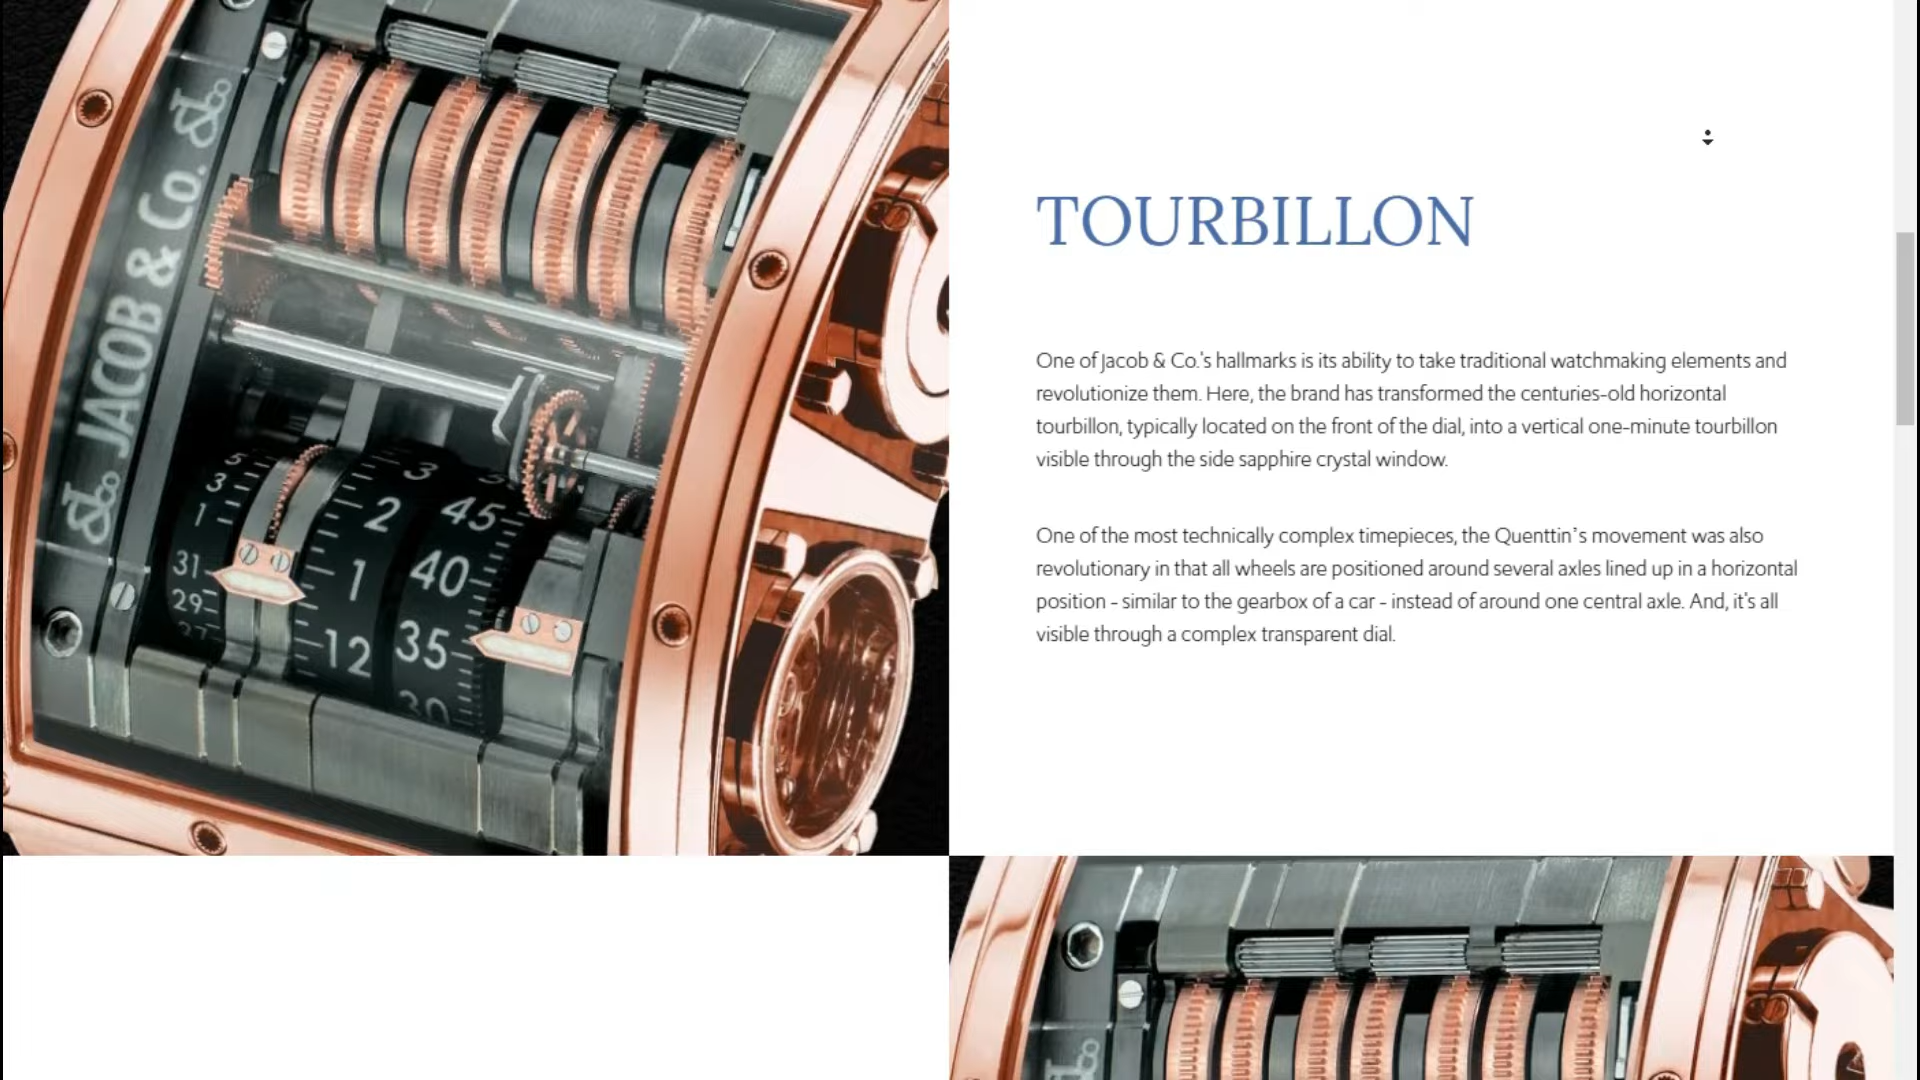 JACOB & Co.
5
3
1
31
29
27
3
2
1
12
45
40
35
30
TOURBILLON
One of Jacob & Co.'s hallmarks is its ability to take traditional watchmaking elements and
revolutionize them. Here, the brand has transformed the centuries-old horizontal
tourbillon, typically located on the front of the dial, into a vertical one-minute tourbillon
visible through the side sapphire crystal window.
One of the most technically complex timepieces, the Quenttin’s movement was also
revolutionary in that all wheels are positioned around several axles lined up in a horizontal
position - similar to the gearbox of a car - instead of around one central axle. And, it's all
visible through a complex transparent dial.